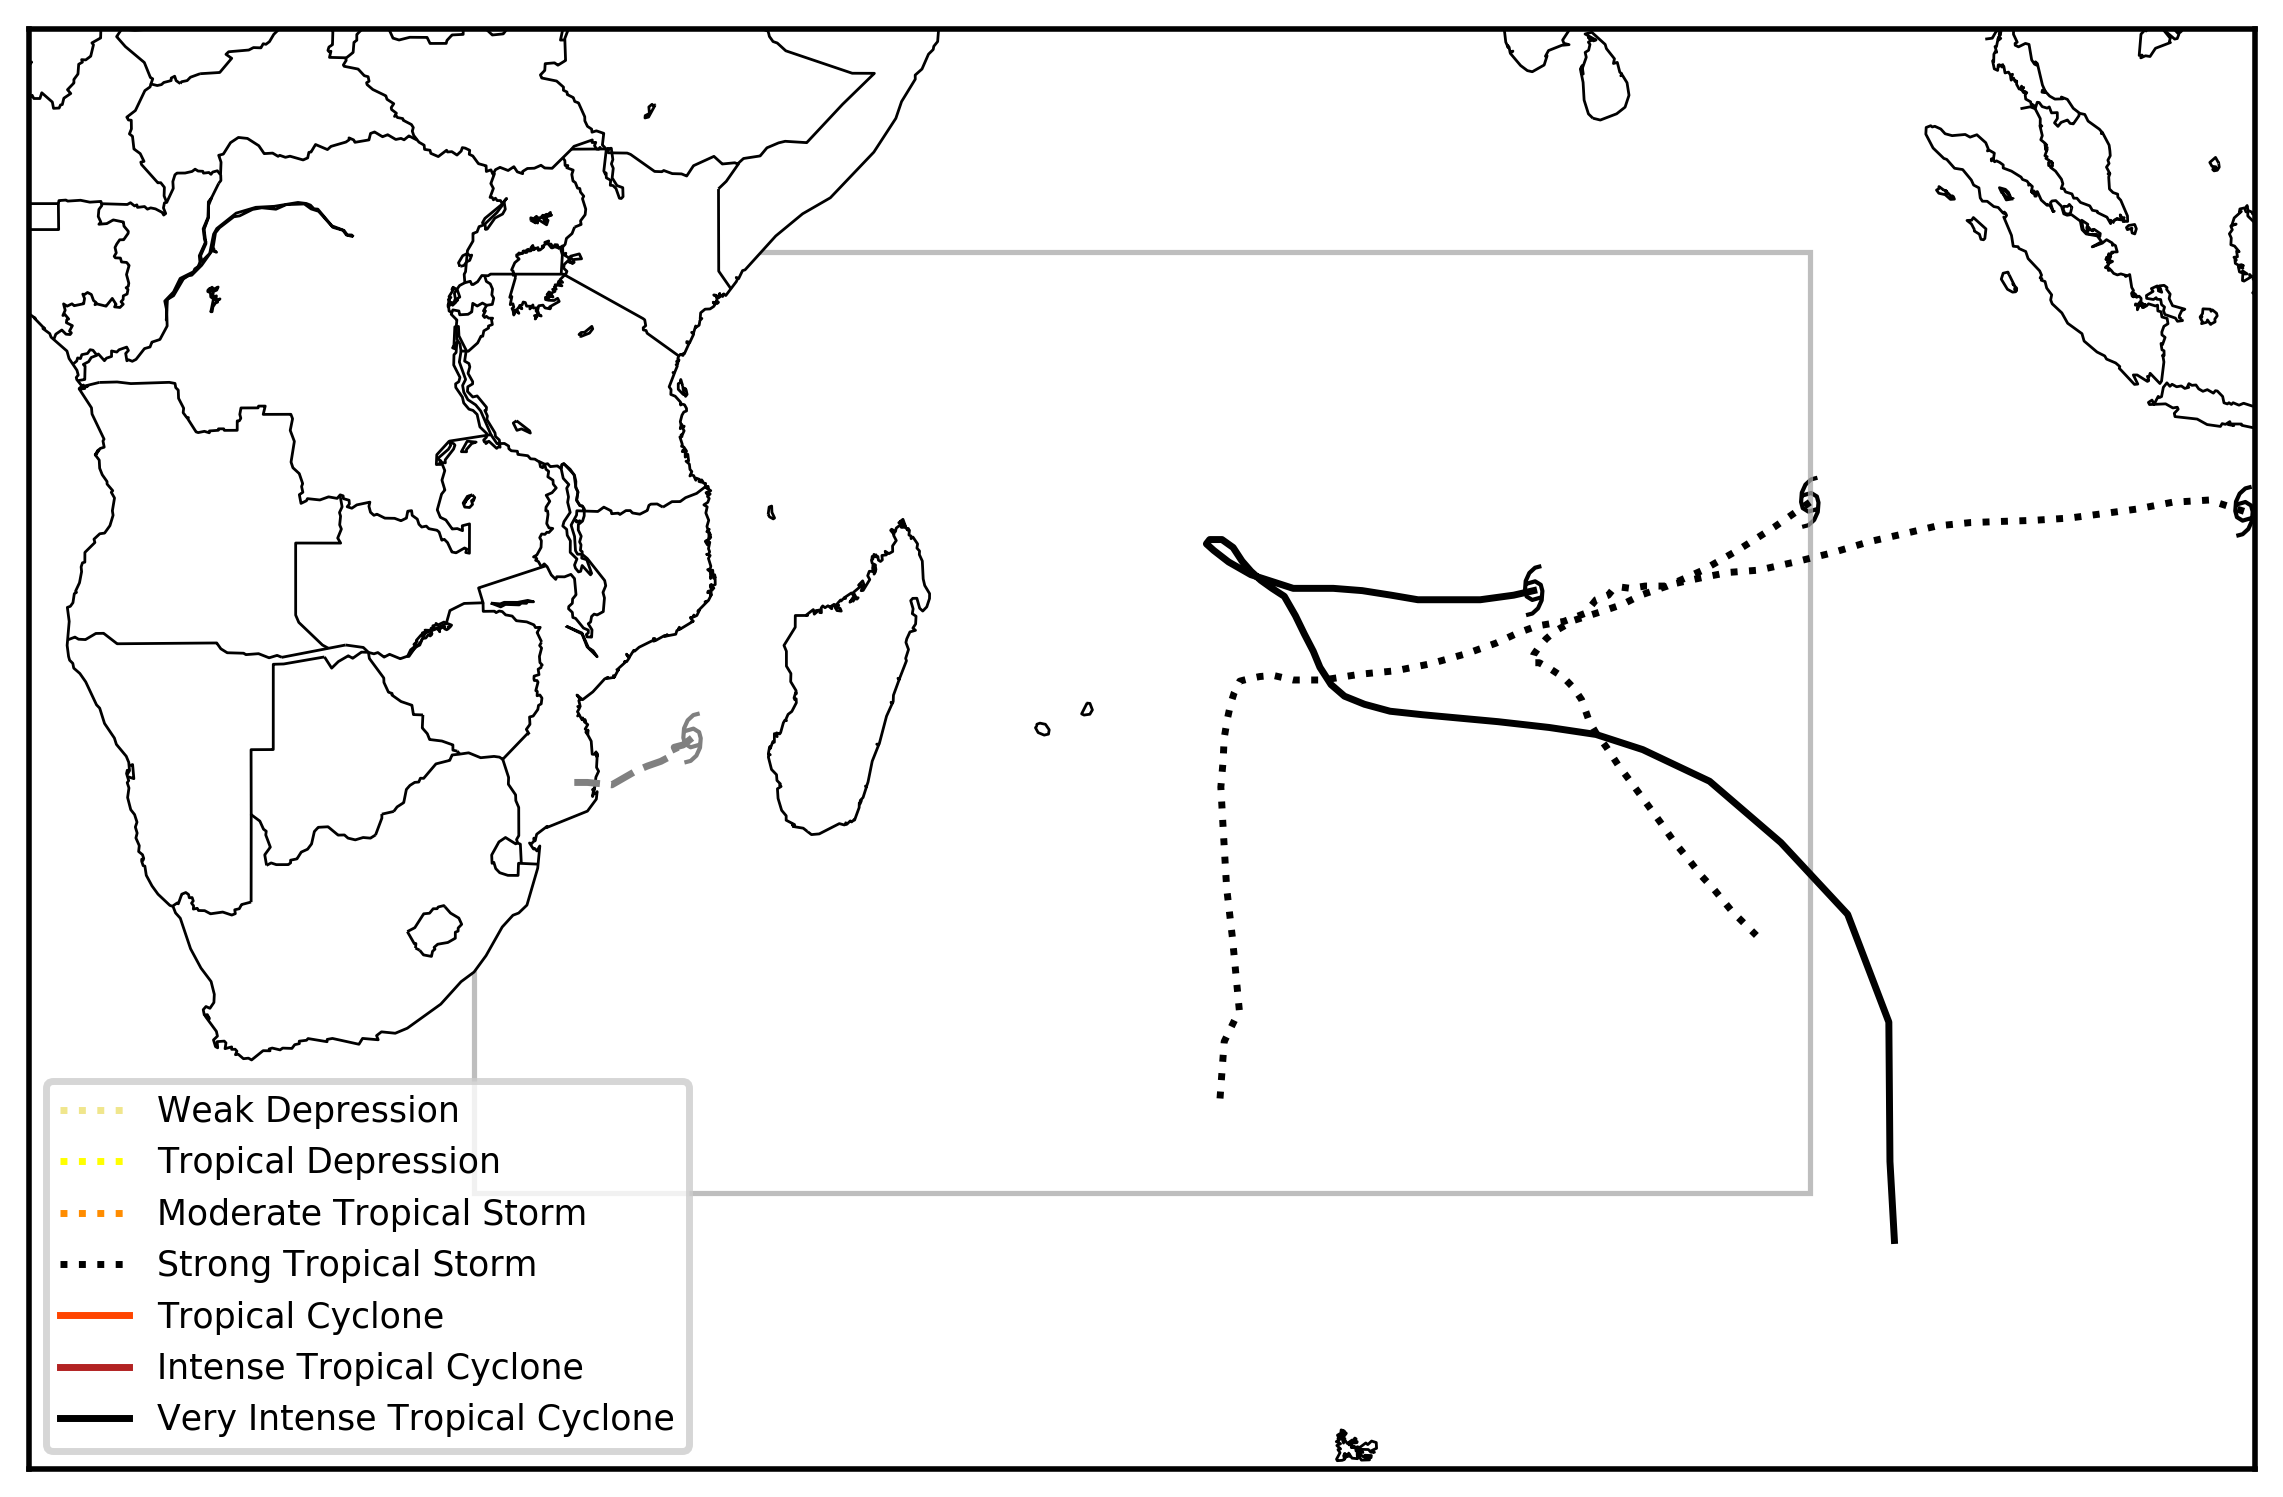 Weak Depression
Tropical Depression
Moderate Tropical Storm
Strong Tropical Storm
Tropical Cyclone
Intense Tropical Cyclone
Very Intense Tropical Cyclone